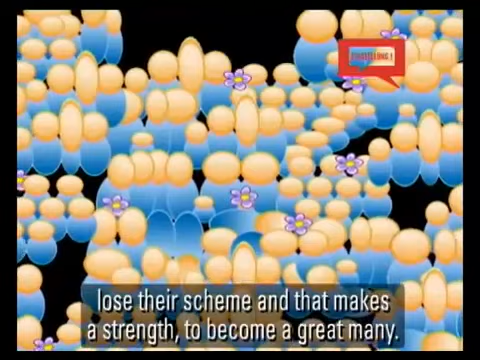 lose their scheme and that makes
a strength, to become a great many.